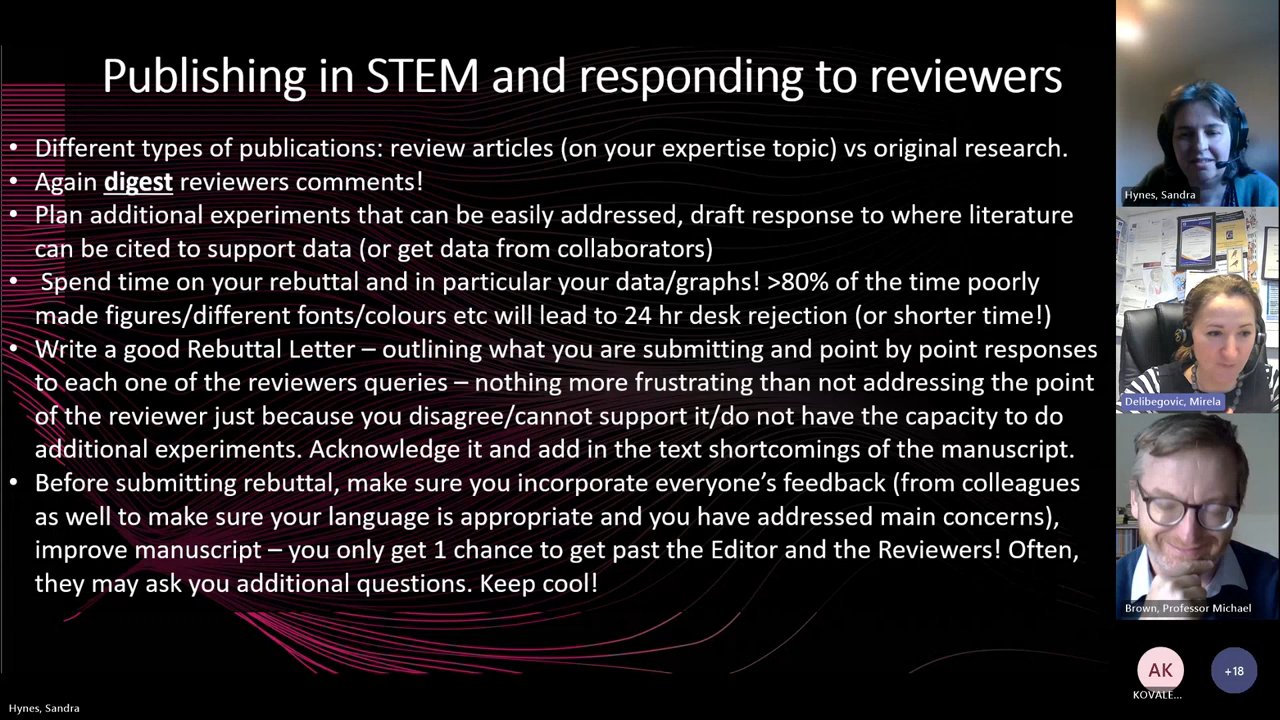 Publishing in STEM and responding to reviewers
• Different types of publications: review articles (on your expertise topic) vs original research.
• Again digest reviewers comments!
• Plan additional experiments that can be easily addressed, draft response to where literature
can be cited to support data (or get data from collaborators)
• Spend time on your rebuttal and in particular your data/graphs! >80% of the time poorly
made figures/different fonts/colours etc will lead to 24 hr desk rejection (or shorter time!)
• Write a good Rebuttal Letter – outlining what you are submitting and point by point responses
to each one of the reviewers queries – nothing more frustrating than not addressing the point
of the reviewer just because you disagree/cannot support it/do not have the capacity to do
additional experiments. Acknowledge it and add in the text shortcomings of the manuscript.
• Before submitting rebuttal, make sure you incorporate everyone’s feedback (from colleagues
as well to make sure your language is appropriate and you have addressed main concerns),
improve manuscript – you only get 1 chance to get past the Editor and the Reviewers! Often,
they may ask you additional questions. Keep cool!
Hynes, Sandra
Delibegovic, Mirela
Brown, Professor Michael
AK
KOVALE...
+18
Hynes, Sandra